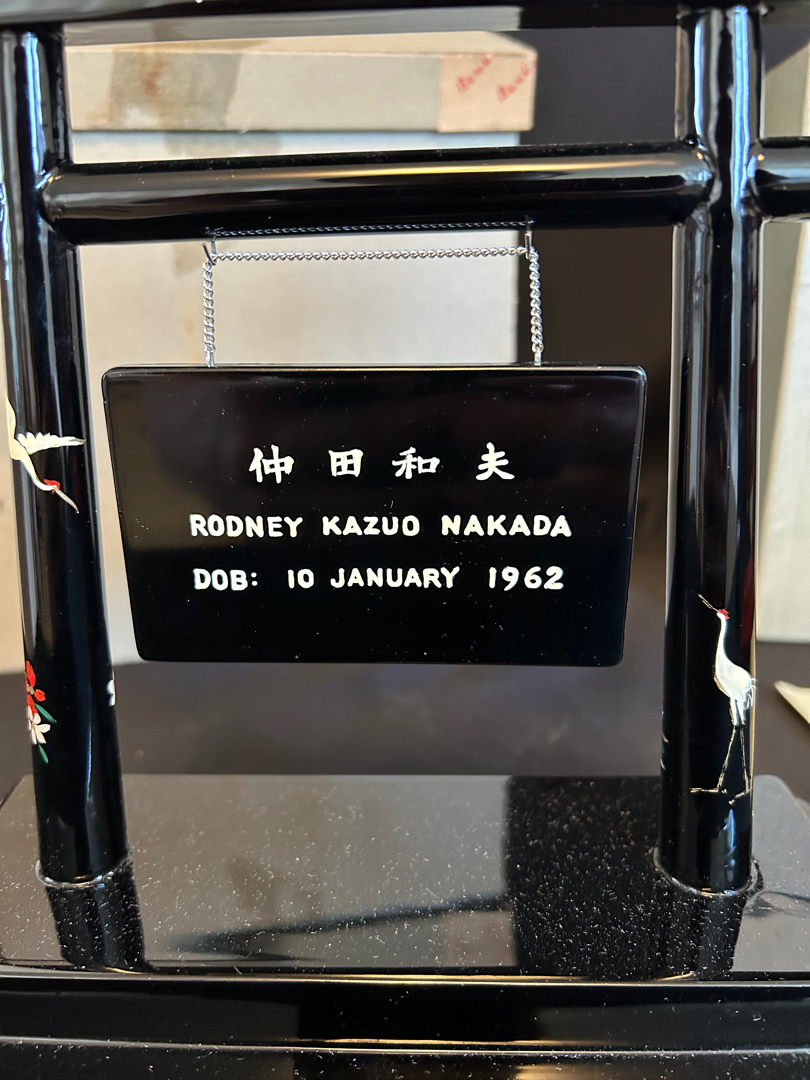 仲田和夫
RODNEY KAZUO NAKADA
DOB: 10 JANUARY 1962